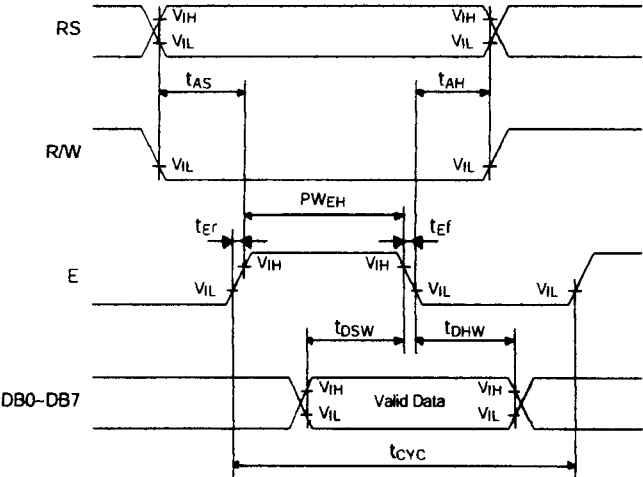 RS VIH VIH
VIL VIL
tAS tAH
R/W VIL VIL
PWEH
tEr tEf
E VIH VIH
VIL VIL VIL
tDSW tDHW
DB0~DB7 VIH Valid Data VIH
VIL VIL
tCYC